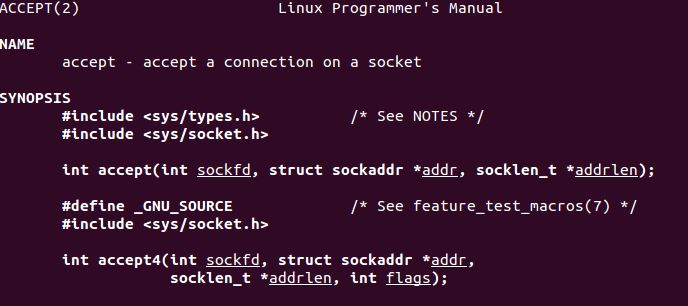 ACCEPT(2) Linux Programmer's Manual
NAME
accept - accept a connection on a socket
SYNOPSIS
#include <sys/types.h> /* See NOTES */
#include <sys/socket.h>
int accept(int sockfd, struct sockaddr *addr, socklen_t *addrlen);
#define _GNU_SOURCE /* See feature_test_macros(7) */
#include <sys/socket.h>
int accept4(int sockfd, struct sockaddr *addr,
socklen_t *addrlen, int flags);